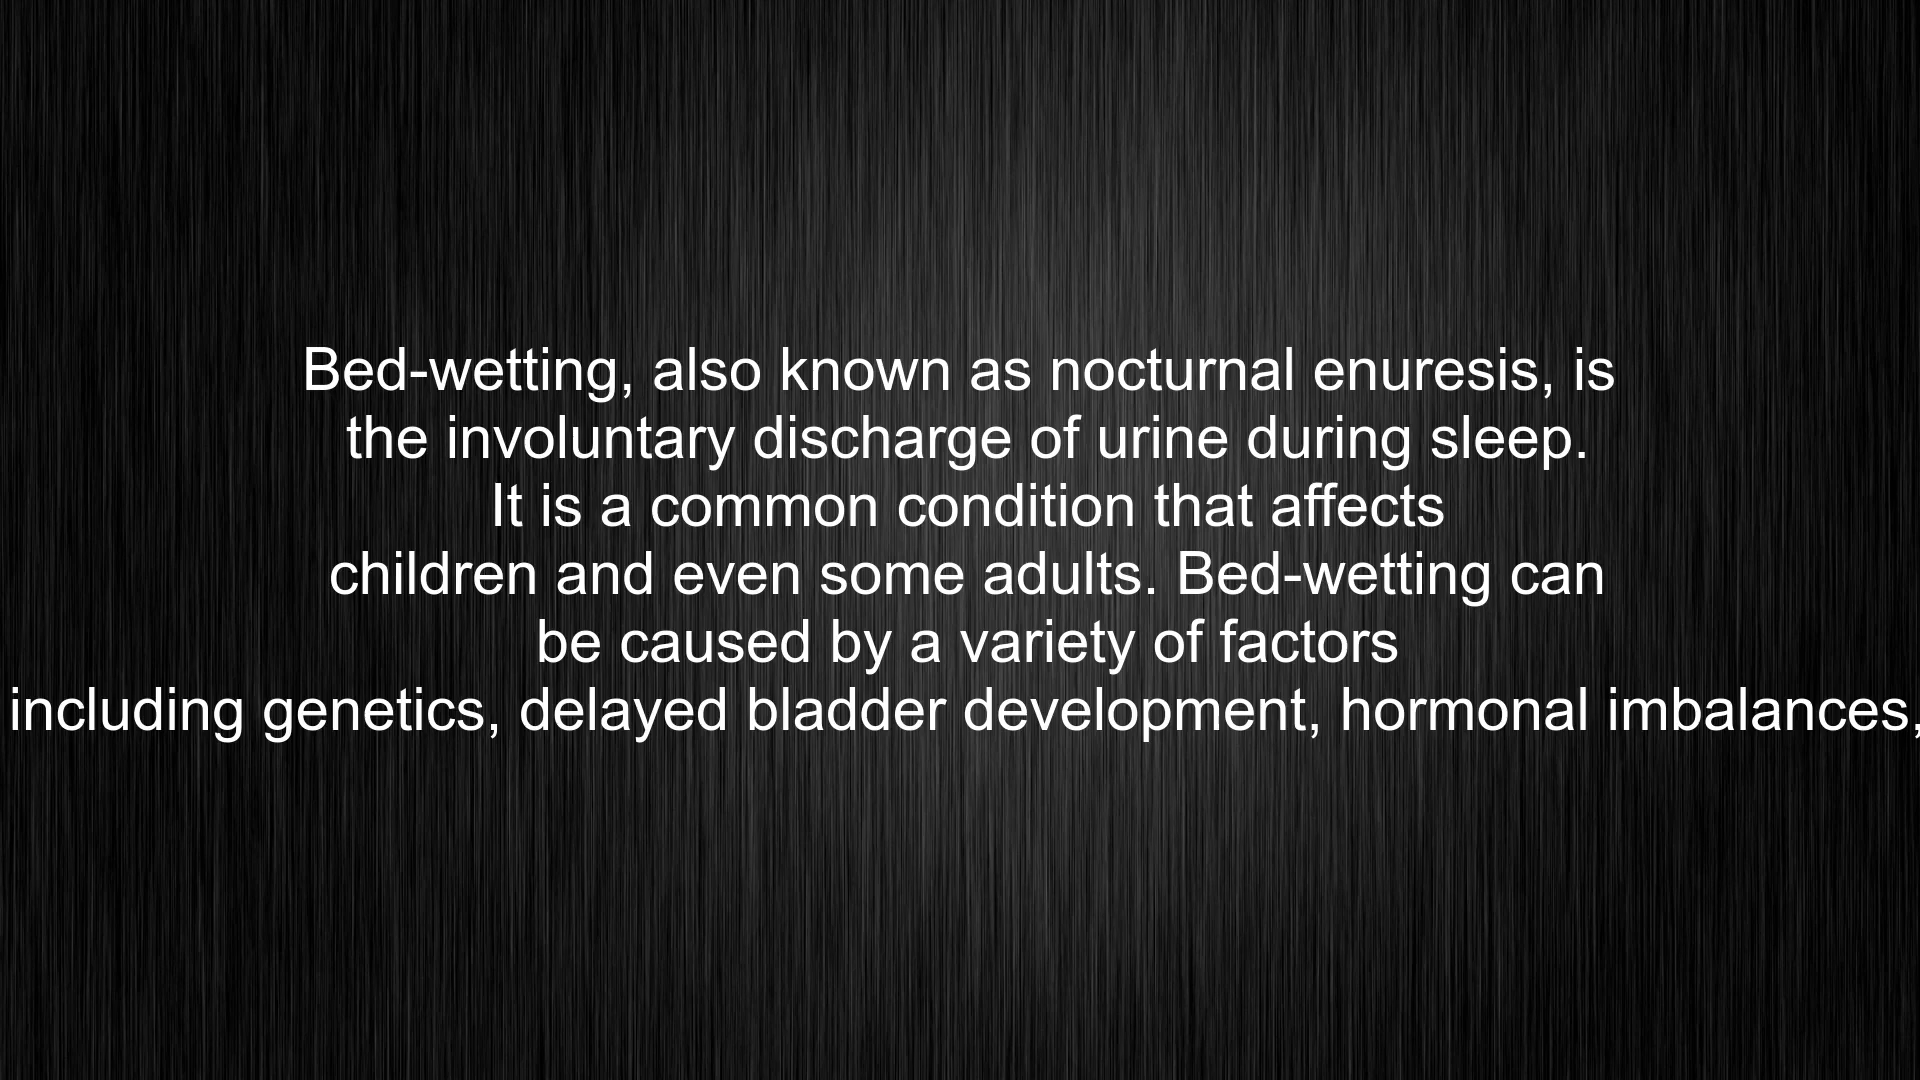 Bed-wetting, also known as nocturnal enuresis, is
the involuntary discharge of urine during sleep.
It is a common condition that affects
children and even some adults. Bed-wetting can
be caused by a variety of factors
including genetics, delayed bladder development, hormonal imbalances,